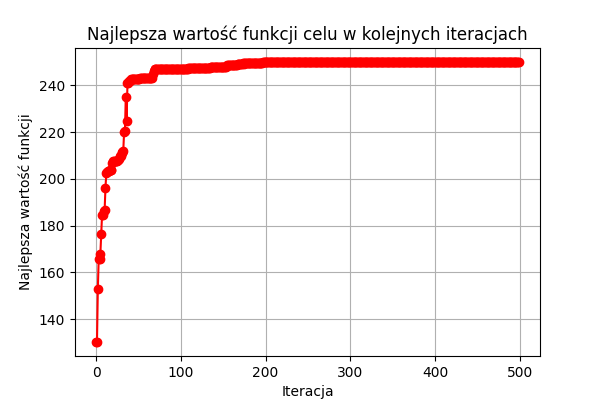 Najlepsza wartość funkcji celu w kolejnych iteracjach
Najlepsza wartość funkcji
240
220
200
180
160
140
0 100 200 300 400 500
Iteracja